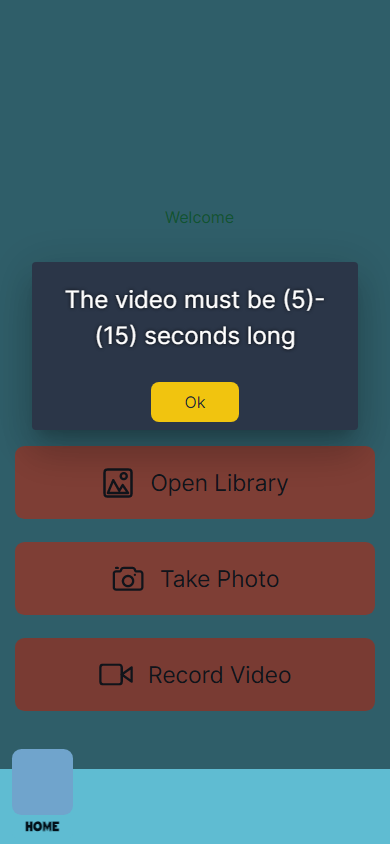 Welcome
The video must be (5)-
(15) seconds long
Ok
Open Library
Take Photo
Record Video
HOME